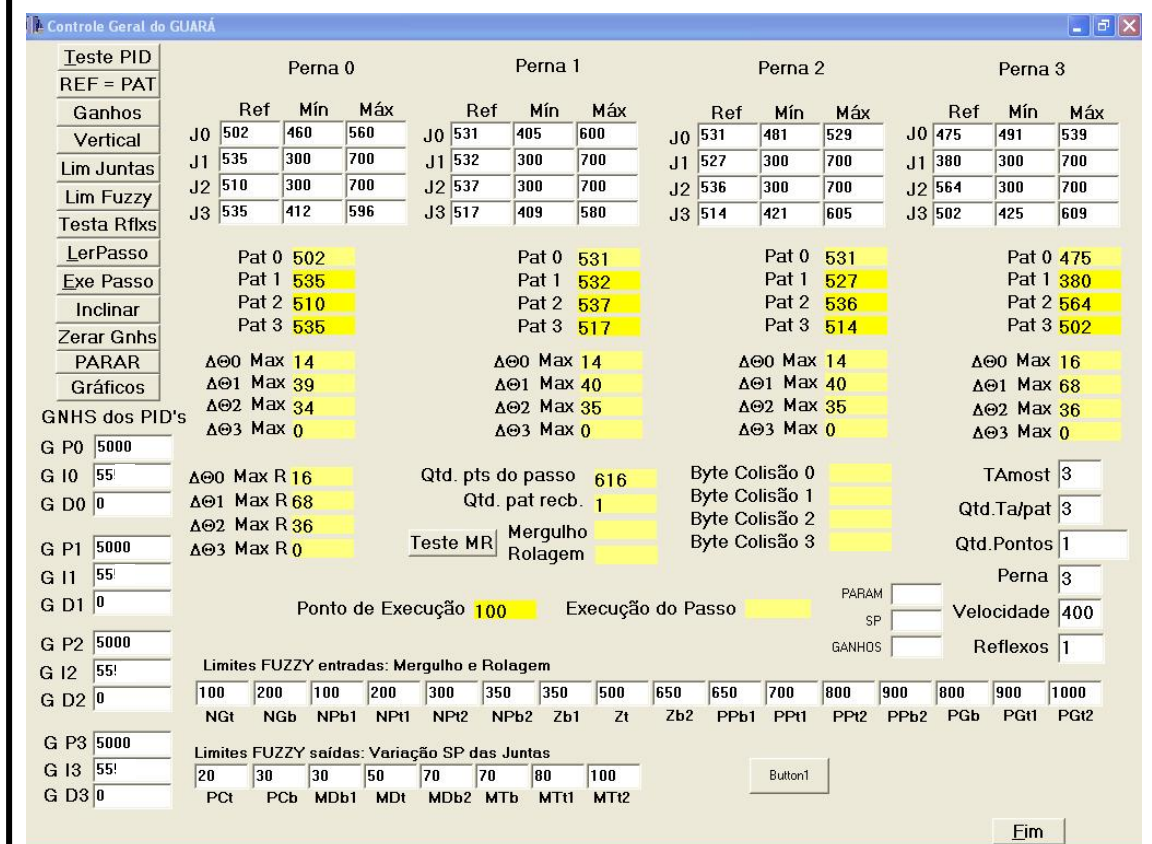 Controle Geral do GUARÁ
Teste PID
REF = PAT
Ganhos
Vertical
Lim Juntas
Lim Fuzzy
Testa Rflxs
LerPasso
Exe Passo
Inclinar
Zerar Gnhs
PARAR
Gráficos
GNHS dos PID's
G P0 5000
G I0 55
G D0 0
G P1 5000
G I1 55
G D1 0
G P2 5000
G I2 55
G D2 0
G P3 5000
G I3 55
G D3 0
Perna 0
Ref Mín Máx
J0 502 460 560
J1 535 300 700
J2 510 300 700
J3 535 412 596
Pat 0 502
Pat 1 535
Pat 2 510
Pat 3 535
ΔΘ0 Max 14
ΔΘ1 Max 39
ΔΘ2 Max 34
ΔΘ3 Max 0
Perna 1
Ref Mín Máx
J0 531 405 600
J1 532 300 700
J2 537 300 700
J3 517 409 580
Pat 0 531
Pat 1 532
Pat 2 537
Pat 3 517
ΔΘ0 Max 14
ΔΘ1 Max 40
ΔΘ2 Max 35
ΔΘ3 Max 0
Perna 2
Ref Mín Máx
J0 531 481 529
J1 527 300 700
J2 536 300 700
J3 514 421 605
Pat 0 531
Pat 1 527
Pat 2 536
Pat 3 514
ΔΘ0 Max 14
ΔΘ1 Max 40
ΔΘ2 Max 35
ΔΘ3 Max 0
Perna 3
Ref Mín Máx
J0 475 491 539
J1 380 300 700
J2 564 300 700
J3 502 425 609
Pat 0 475
Pat 1 380
Pat 2 564
Pat 3 502
ΔΘ0 Max 16
ΔΘ1 Max 68
ΔΘ2 Max 36
ΔΘ3 Max 0
ΔΘ0 Max R 16
ΔΘ1 Max R 68
ΔΘ2 Max R 36
ΔΘ3 Max R 0
Qtd. pts do passo 616
Qtd. pat recb. 1
Teste MR
Mergulho
Rolagem
Byte Colisão 0
Byte Colisão 1
Byte Colisão 2
Byte Colisão 3
TAmost 3
Qtd.Ta/pat 3
Qtd.Pontos 1
Perna 3
Velocidade 400
Reflexos 1
PARAM
SP
GANHOS
Ponto de Execução 100
Execução do Passo
Limites FUZZY entradas: Mergulho e Rolagem
100 200 100 200 300 350 350 500 650 650 700 800 900 800 900 1000
NGt NGb NPb1 NPt1 NPt2 NPb2 Zb1 Zt Zb2 PPb1 PPt1 PPt2 PPb2 PGb PGt1 PGt2
Limites FUZZY saídas: Variação SP das Juntas
20 30 30 50 70 70 80 100
PCt PCb MDb1 MDt MDb2 MTb MTt1 MTt2
Button1
Fim